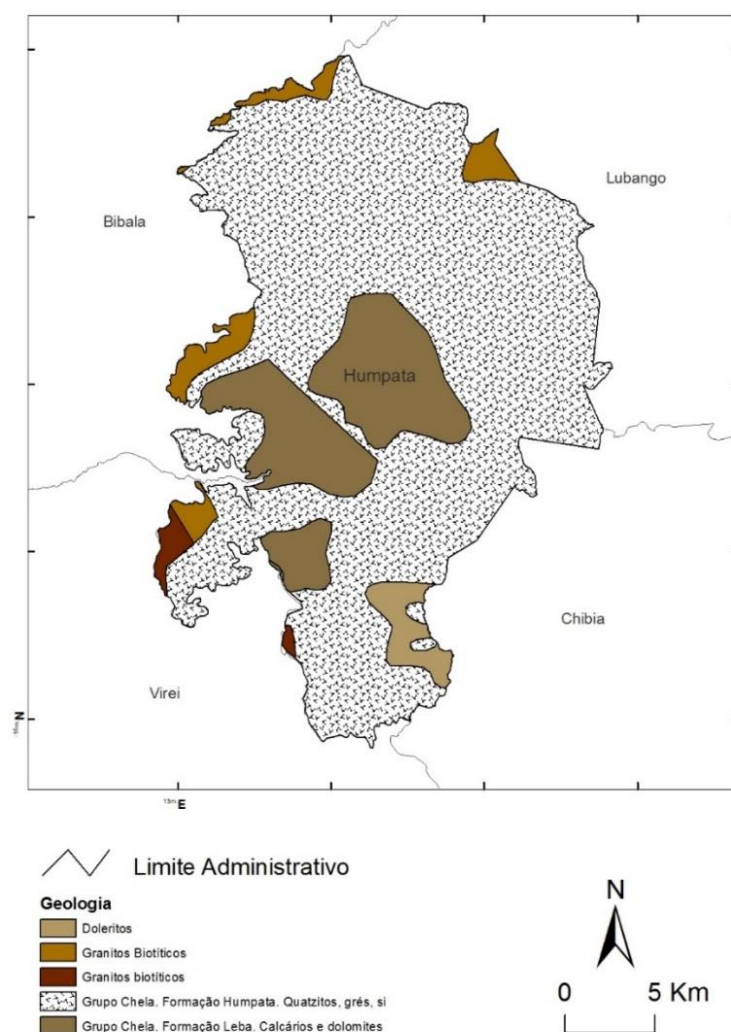 Lubango
Bibala
Humpata
Chibia
Virei
E
N
Limite Administrativo
Geologia
Doleritos
Granitos Biotíticos
Granitos biotíticos
Grupo Chela. Formação Humpata. Quatzitos, grés, si
Grupo Chela. Formação Leba. Calcários e dolomites
N
0 5 Km